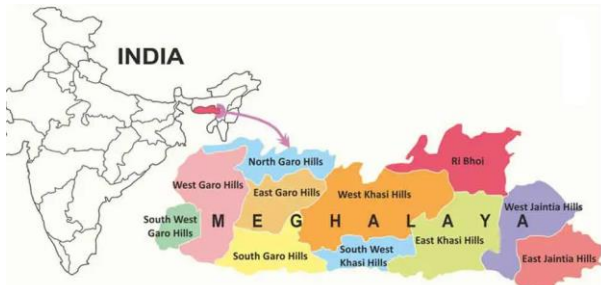 INDIA
North Garo Hills
Ri Bhoi
West Garo Hills
East Garo Hills
West Khasi Hills
West Jaintia Hills
South West
Garo Hills
MEGHALAYA
East Khasi Hills
South Garo Hills
South West
Khasi Hills
East Jaintia Hills